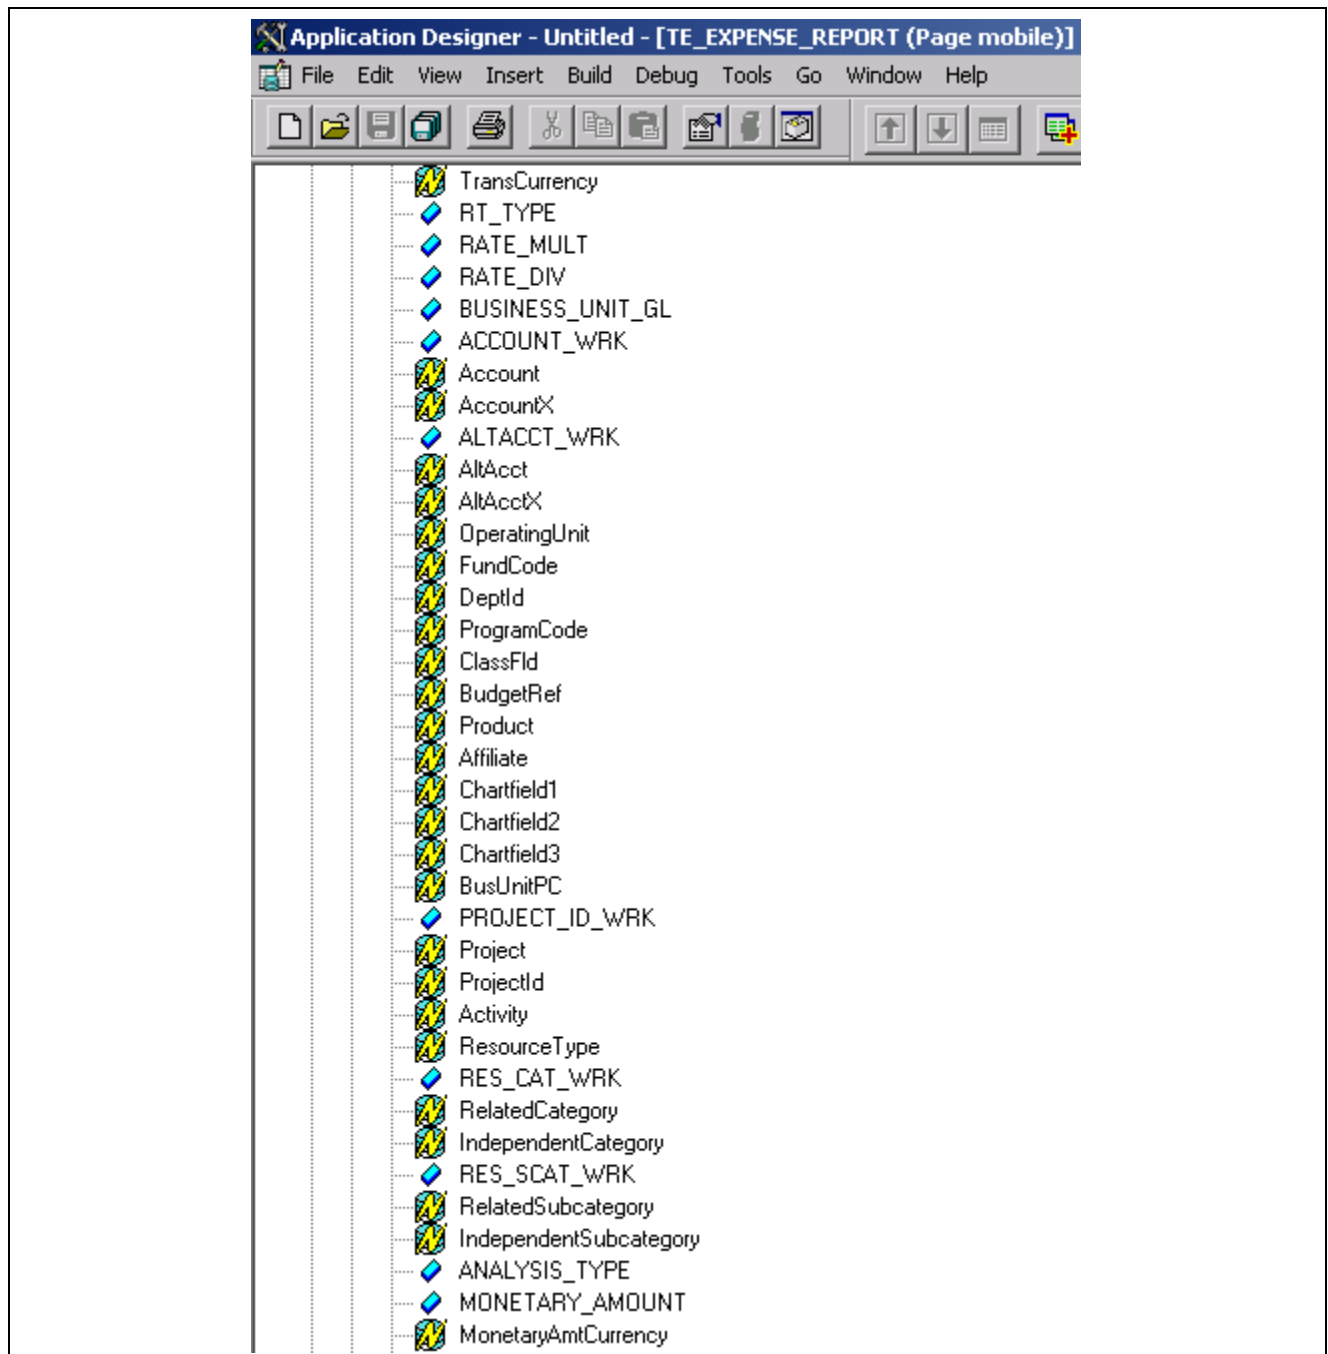 Application Designer - Untitled - [TE_EXPENSE_REPORT (Page mobile)]
File Edit View Insert Build Debug Tools Go Window Help
TransCurrency
RT_TYPE
RATE_MULT
RATE_DIV
BUSINESS_UNIT_GL
ACCOUNT_WRK
Account
AccountX
ALTACCT_WRK
AltAcct
AltAcctX
OperatingUnit
FundCode
DeptId
ProgramCode
ClassFld
BudgetRef
Product
Affiliate
Chartfield1
Chartfield2
Chartfield3
BusUnitPC
PROJECT_ID_WRK
Project
ProjectId
Activity
ResourceType
RES_CAT_WRK
RelatedCategory
IndependentCategory
RES_SCAT_WRK
RelatedSubcategory
IndependentSubcategory
ANALYSIS_TYPE
MONETARY_AMOUNT
MonetaryAmtCurrency